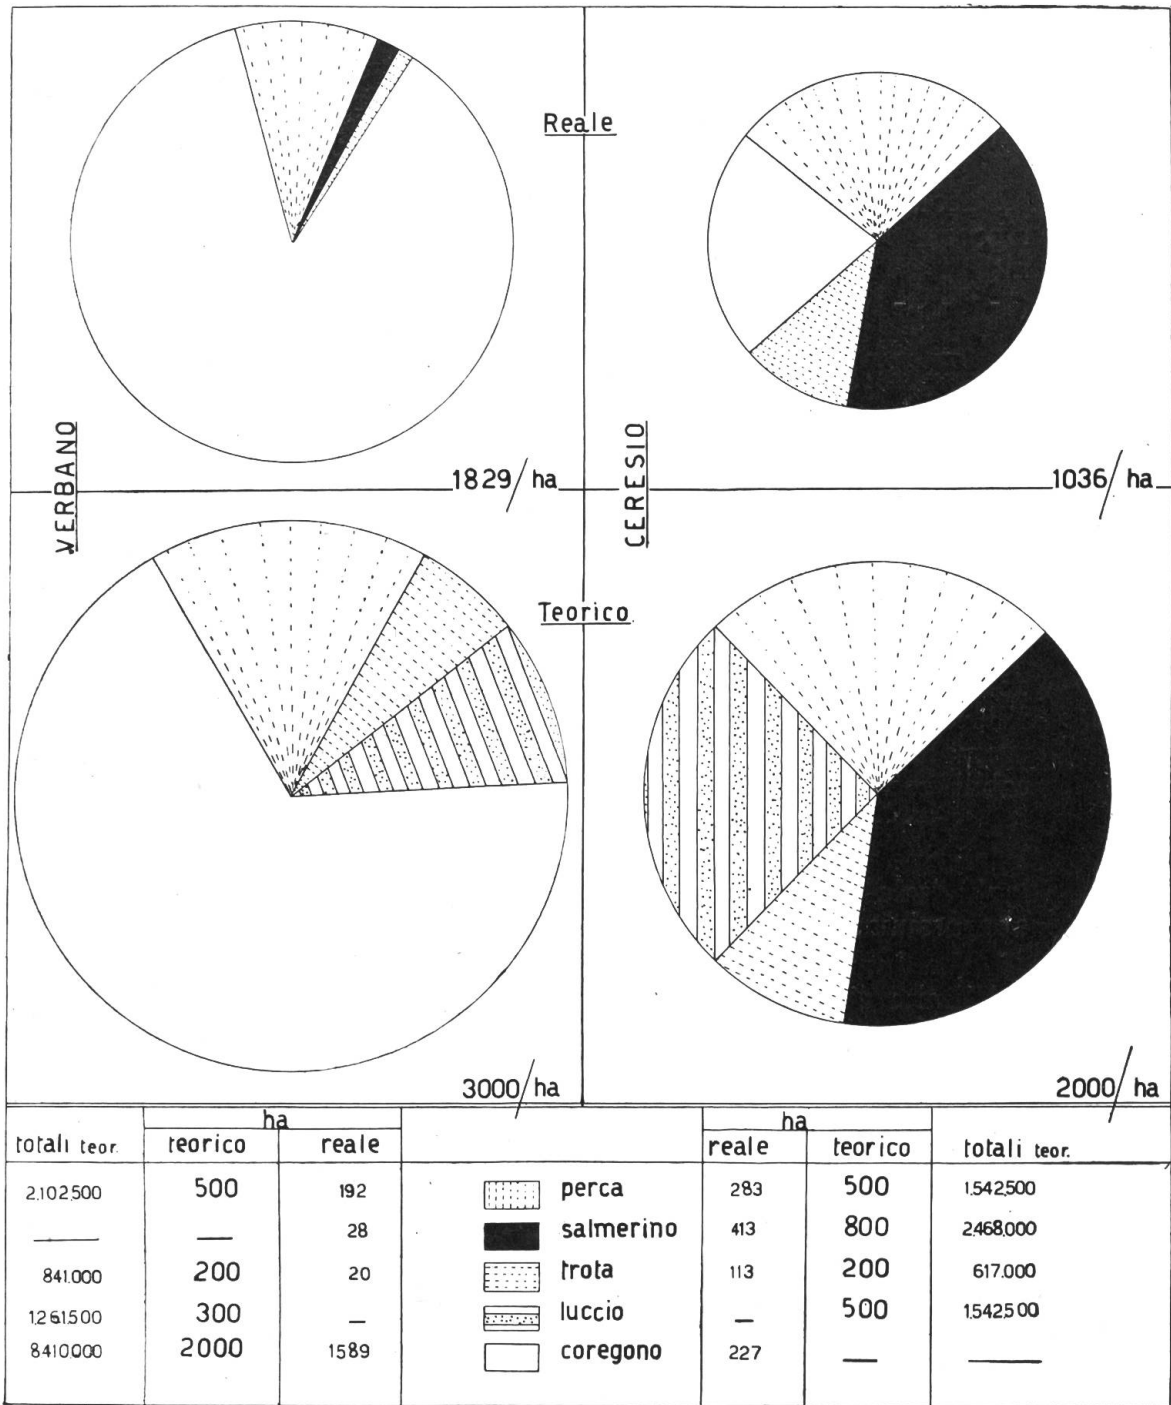 Reale
VERBANO
CERESIO
1829/ha
1036/ha
Teorico
3000/ha
2000/ha
ha
ha
totali teor. teorico reale reale teorico totali teor.
2.102.500 500 192 perca 283 500 1.542.500
— — 28 salmerino 413 800 2.468.000
841.000 200 20 trota 113 200 617.000
1.261.500 300 — luccio — 500 1.542.500
8.410.000 2000 1589 coregono 227 — —